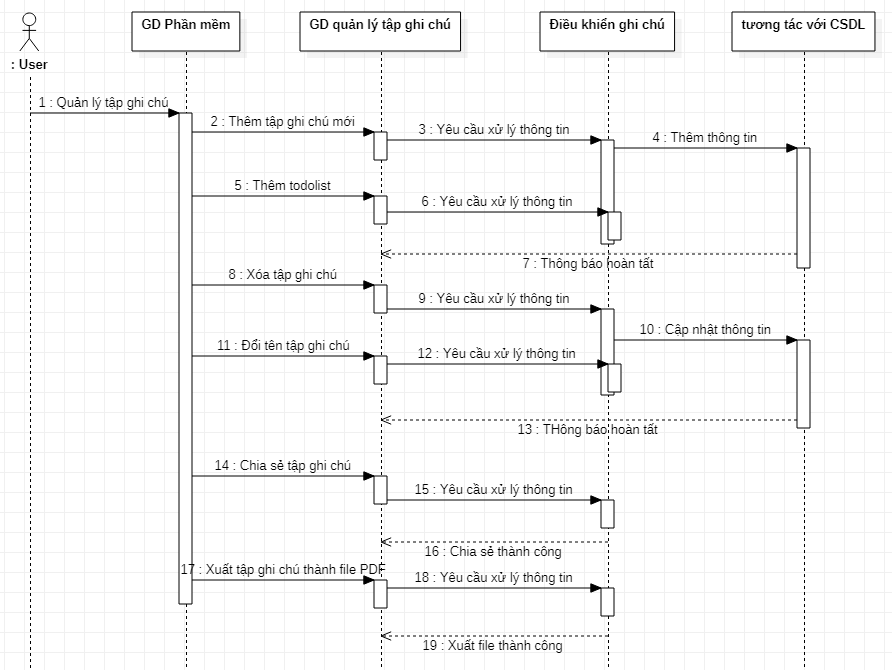 GD Phần mềm
GD quản lý tập ghi chú
Điều khiển ghi chú
tương tác với CSDL
: User
1 : Quản lý tập ghi chú
2 : Thêm tập ghi chú mới
3 : Yêu cầu xử lý thông tin
4 : Thêm thông tin
5 : Thêm todolist
6 : Yêu cầu xử lý thông tin
7 : Thông báo hoàn tất
8 : Xóa tập ghi chú
9 : Yêu cầu xử lý thông tin
10 : Cập nhật thông tin
11 : Đổi tên tập ghi chú
12 : Yêu cầu xử lý thông tin
13 : THông báo hoàn tất
14 : Chia sẻ tập ghi chú
15 : Yêu cầu xử lý thông tin
16 : Chia sẻ thành công
17 : Xuất tập ghi chú thành file PDF
18 : Yêu cầu xử lý thông tin
19 : Xuất file thành công